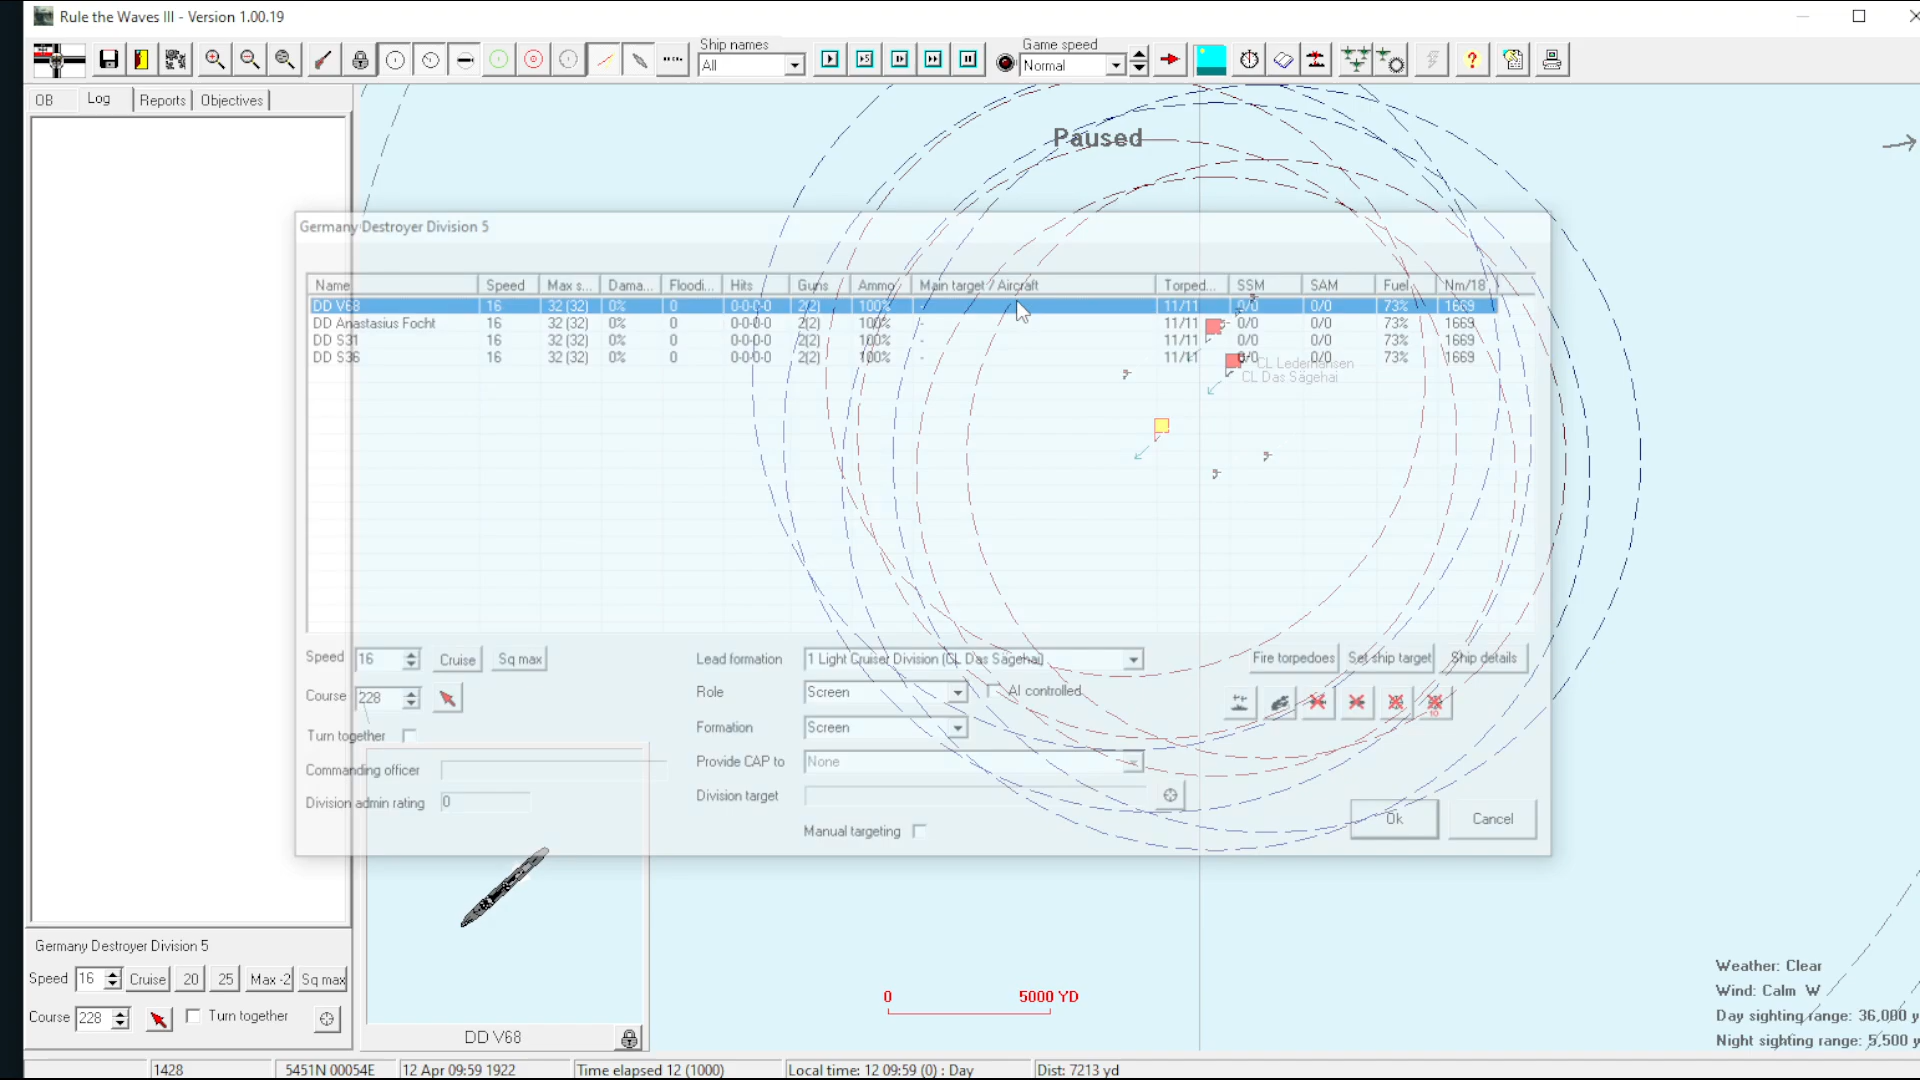 Rule the Waves III - Version 1.00.19
Ship names
All
Game speed
Normal
OB Log Reports Objectives
Paused
Germany Destroyer Division 5
Name Speed Max s... Dama... Floodi... Hits Guns Ammo Main target / Aircraft Torped... SSM SAM Fuel Nm/18
DD V68 16 32 (32) 0% 0 0-0-0-0 2(2) 100% - 11/11 0/0 0/0 73% 1669
DD Anastasius Focht 16 32 (32) 0% 0 0-0-0-0 2(2) 100% - 11/11 0/0 0/0 73% 1669
DD S31 16 32 (32) 0% 0 0-0-0-0 2(2) 100% - 11/11 0/0 0/0 73% 1669
DD S36 16 32 (32) 0% 0 0-0-0-0 2(2) 100% - 11/11 0/0 0/0 73% 1669
CL Das Sägehai
Speed 16 Cruise Sq max Lead formation 1 Light Cruiser Division (CL Das Sägehai) Fire torpedoes Set ship target Ship details
Course 228 Role Screen AI controlled
Turn together Formation Screen
Commanding officer Provide CAP to None
Division admin rating 0 Division target
Manual targeting Ok Cancel
Germany Destroyer Division 5
Speed 16 Cruise 20 25 Max -2 Sq max
Course 228 Turn together
DD V68
0 5000 YD
Weather: Clear
Wind: Calm W
Day sighting range: 36,000 y
Night sighting range: 5,500 y
1428 5451N 00054E 12 Apr 09:59 1922 Time elapsed 12 (1000) Local time: 12 09:59 (0) : Day Dist: 7213 yd